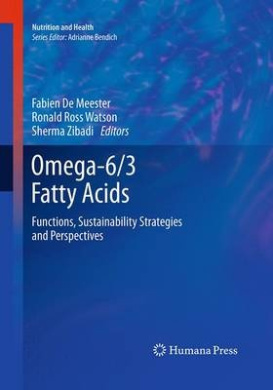 Nutrition and Health
Series Editor: Adrianne Bendich
Fabien De Meester
Ronald Ross Watson
Sherma Zibadi Editors
Omega-6/3
Fatty Acids
Functions, Sustainability Strategies
and Perspectives
Humana Press